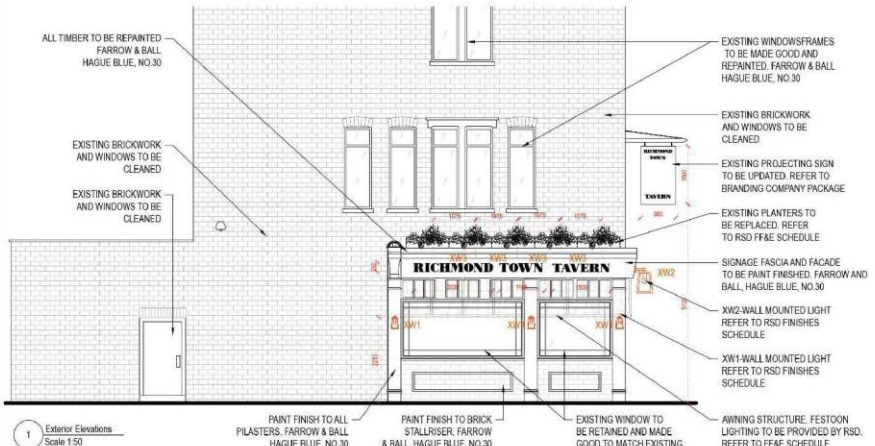 ALL TIMBER TO BE REPAINTED
FARROW & BALL
HAGUE BLUE, NO.30
EXISTING WINDOWSFRAMES
TO BE MADE GOOD AND
REPAINTED. FARROW & BALL
HAGUE BLUE, NO.30
EXISTING BRICKWORK
AND WINDOWS TO BE
CLEANED
EXISTING BRICKWORK
AND WINDOWS TO BE
CLEANED
EXISTING BRICKWORK
AND WINDOWS TO BE
CLEANED
RICHMOND
TOWN
TAVERN
EXISTING PROJECTING SIGN
TO BE UPDATED. REFER TO
BRANDING COMPANY PACKAGE
EXISTING PLANTERS TO
BE REPLACED. REFER
TO RSD FF&E SCHEDULE
1075 1075 1075 1075
XW3 XW3 XW3 XW3
RICHMOND TOWN TAVERN
SIGNAGE FASCIA AND FACADE
TO BE PAINT FINISHED. FARROW AND
BALL, HAGUE BLUE, NO.30
XW2
XW2-WALL MOUNTED LIGHT
REFER TO RSD FINISHES
SCHEDULE
XW1 XW1 XW1
XW1-WALL MOUNTED LIGHT
REFER TO RSD FINISHES
SCHEDULE
1 Exterior Elevations
Scale 1:50
PAINT FINISH TO ALL
PILASTERS. FARROW & BALL
HAGUE BLUE, NO.30
PAINT FINISH TO BRICK
STALLRISER. FARROW
& BALL, HAGUE BLUE, NO.30
EXISTING WINDOW TO
BE RETAINED AND MADE
GOOD TO MATCH EXISTING
AWNING STRUCTURE. FESTOON
LIGHTING TO BE PROVIDED BY RSD.
REFER TO FF&E SCHEDULE